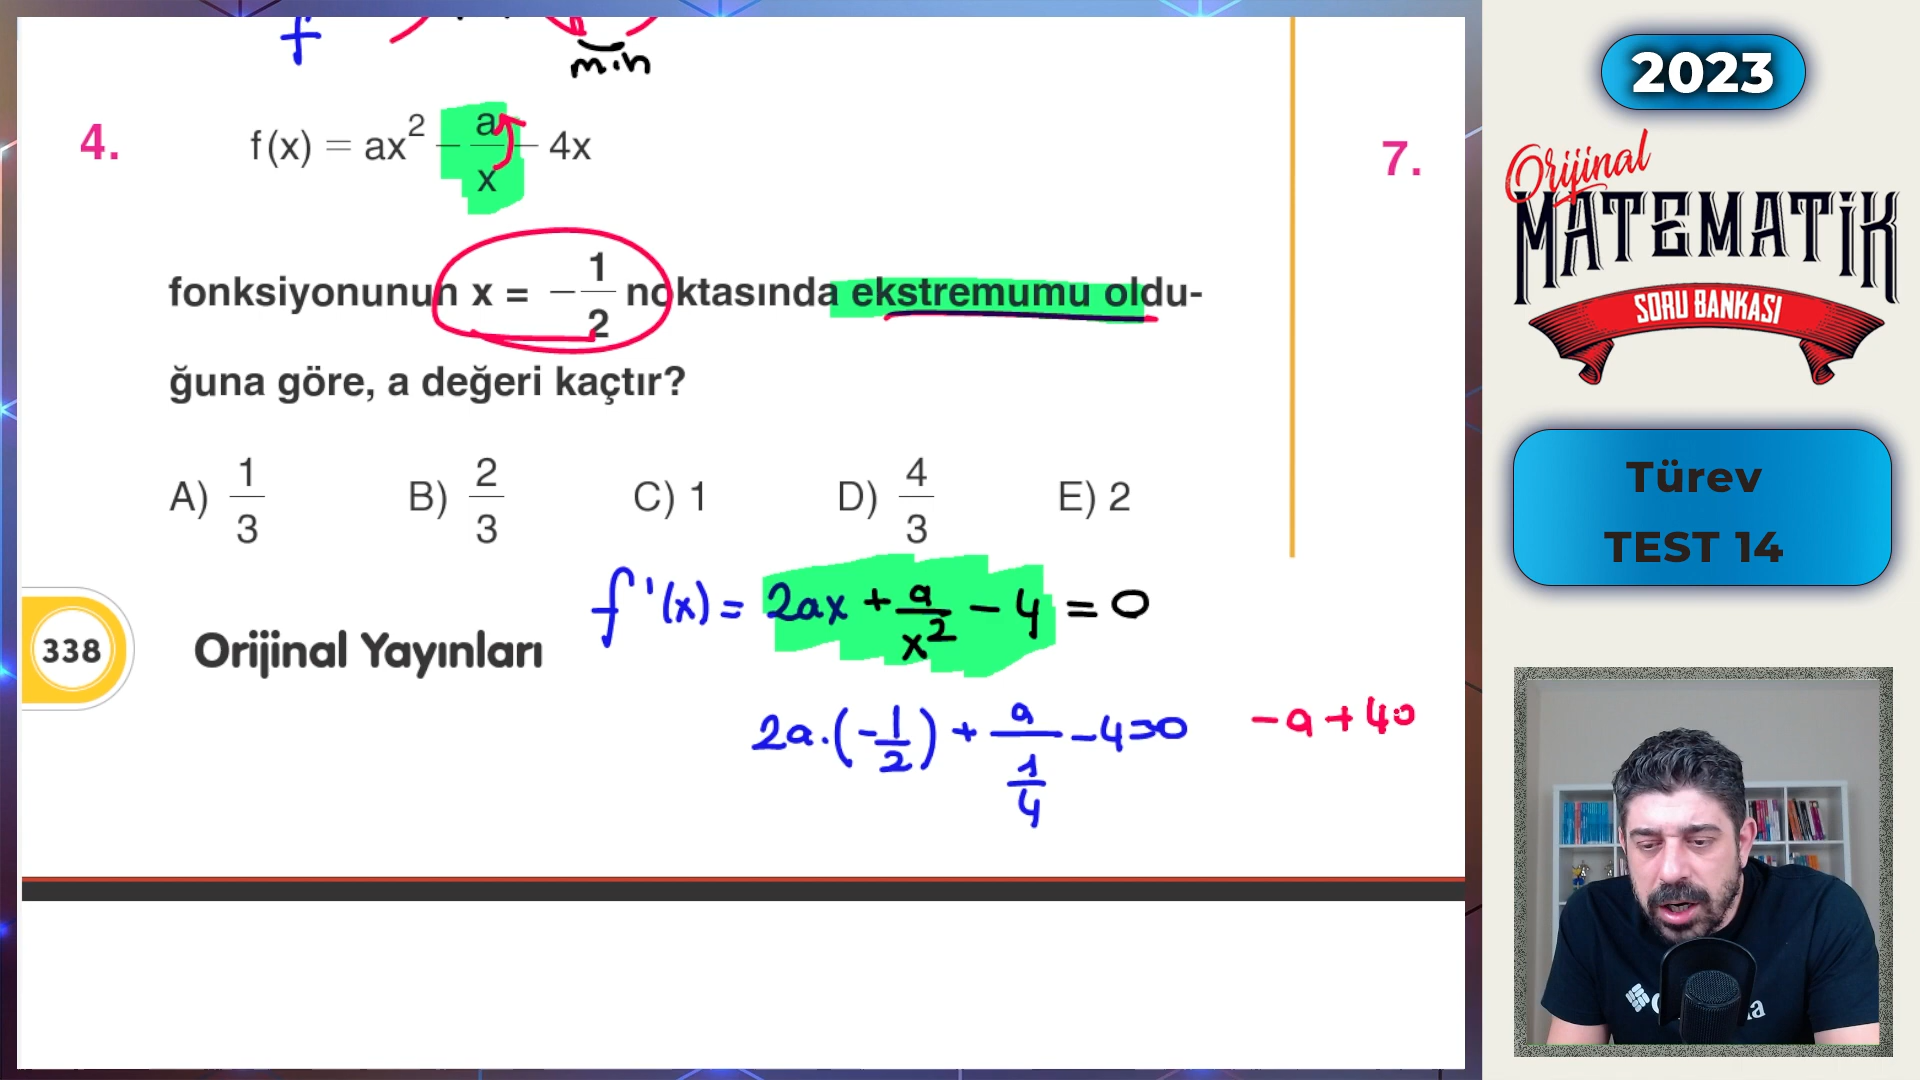 f
min
4. f(x) = ax² − a/x − 4x
7.
fonksiyonunun x = −1/2 noktasında ekstremumu oldu-
ğuna göre, a değeri kaçtır?
A) 1/3 B) 2/3 C) 1 D) 4/3 E) 2
f'(x) = 2ax + a/x² − 4 = 0
338 Orijinal Yayınları
2a.(-1/2) + a/(1/4) − 4=0
−a+4
2023
Orijinal
MATEMATİK
SORU BANKASI
Türev
TEST 14